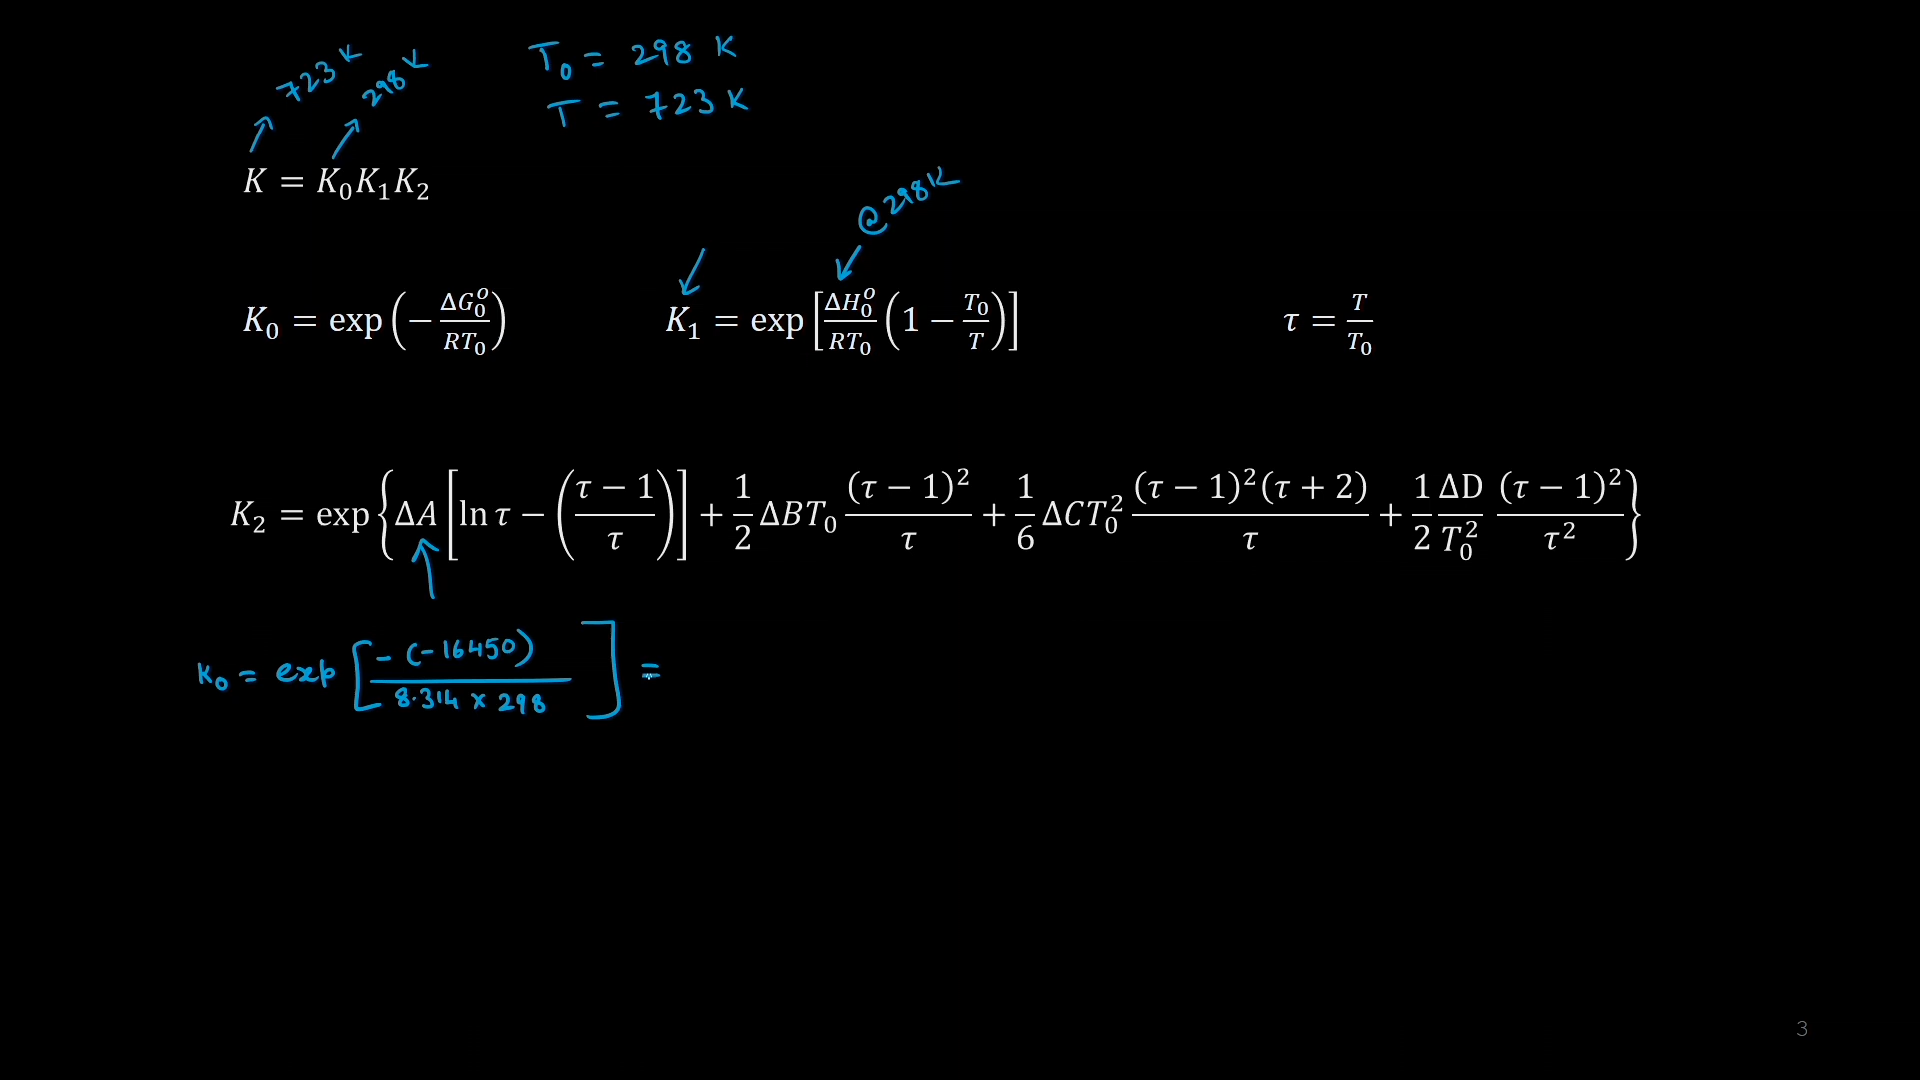 723 K 298 K
T₀ = 298 K
T = 723 K
K = K₀K₁K₂
@298K
K₀ = exp(−ΔG₀ᵒ/RT₀) K₁ = exp[ΔH₀ᵒ/RT₀ (1 − T₀/T)] τ = T/T₀
K₂ = exp{ΔA[ln τ − ((τ − 1)/τ)] + 1/2 ΔBT₀ (τ − 1)²/τ + 1/6 ΔCT₀² (τ − 1)²(τ + 2)/τ + 1/2 ΔD/T₀² (τ − 1)²/τ²}
K₀ = exp [−(−16450)/8.314 × 298] =
3